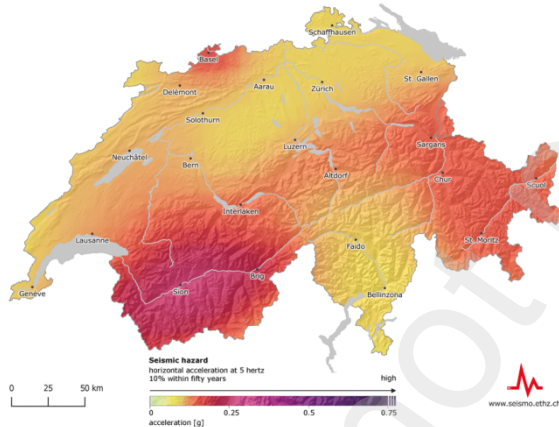 Schaffhausen
Basel
St. Gallen
Aarau
Zürich
Delémont
Solothurn
Luzern
Sargans
Neuchâtel
Bern
Altdorf
Chur
Scuol
Interlaken
Lausanne
Faido
St. Moritz
Brig
Sion
Genève
Bellinzona
Seismic hazard
horizontal acceleration at 5 hertz
10% within fifty years
high
0 25 50 km
0 0.25 0.5 0.75
acceleration [g]
www.seismo.ethz.ch